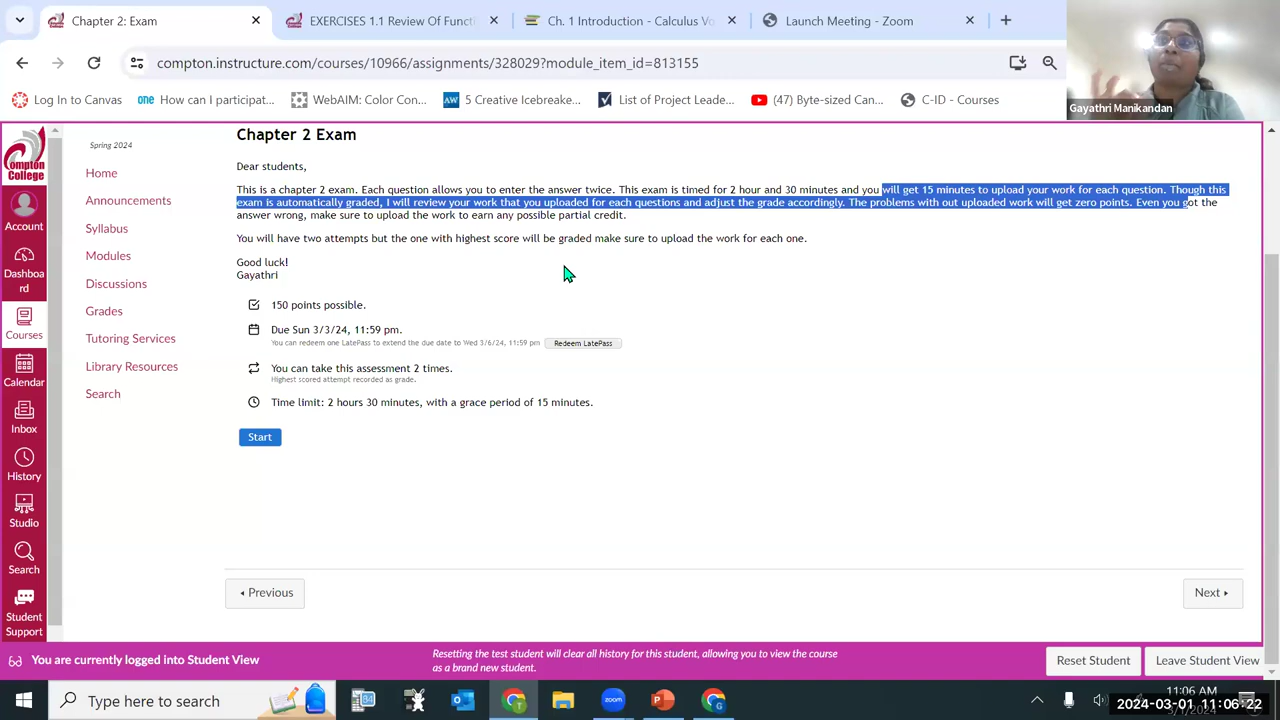 Chapter 2: Exam
EXERCISES 1.1 Review Of Funct
Ch. 1 Introduction - Calculus Vo
Launch Meeting - Zoom
compton.instructure.com/courses/10966/assignments/328029?module_item_id=813155
Log In to Canvas
one
How can I participat...
WebAIM: Color Con...
AW
5 Creative Icebreake...
List of Project Leade...
(47) Byte-sized Can...
C-ID - Courses
Gayathri Manikandan
Compton College
Account
Dashboa
rd
Courses
Calendar
Inbox
History
Studio
Search
Student
Support
Spring 2024
Home
Announcements
Syllabus
Modules
Discussions
Grades
Tutoring Services
Library Resources
Search
Chapter 2 Exam
Dear students,
This is a chapter 2 exam. Each question allows you to enter the answer twice. This exam is timed for 2 hour and 30 minutes and you will get 15 minutes to upload your work for each question. Though this
exam is automatically graded, I will review your work that you uploaded for each questions and adjust the grade accordingly. The problems with out uploaded work will get zero points. Even you got the
answer wrong, make sure to upload the work to earn any possible partial credit.
You will have two attempts but the one with highest score will be graded make sure to upload the work for each one.
Good luck!
Gayathri
150 points possible.
Due Sun 3/3/24, 11:59 pm.
You can redeem one LatePass to extend the due date to Wed 3/6/24, 11:59 pm
Redeem LatePass
You can take this assessment 2 times.
Highest scored attempt recorded as grade.
Time limit: 2 hours 30 minutes, with a grace period of 15 minutes.
Start
Previous
Next
You are currently logged into Student View
Resetting the test student will clear all history for this student, allowing you to view the course
as a brand new student.
Reset Student
Leave Student View
Type here to search
11:06 AM
2024-03-01 11:06:22